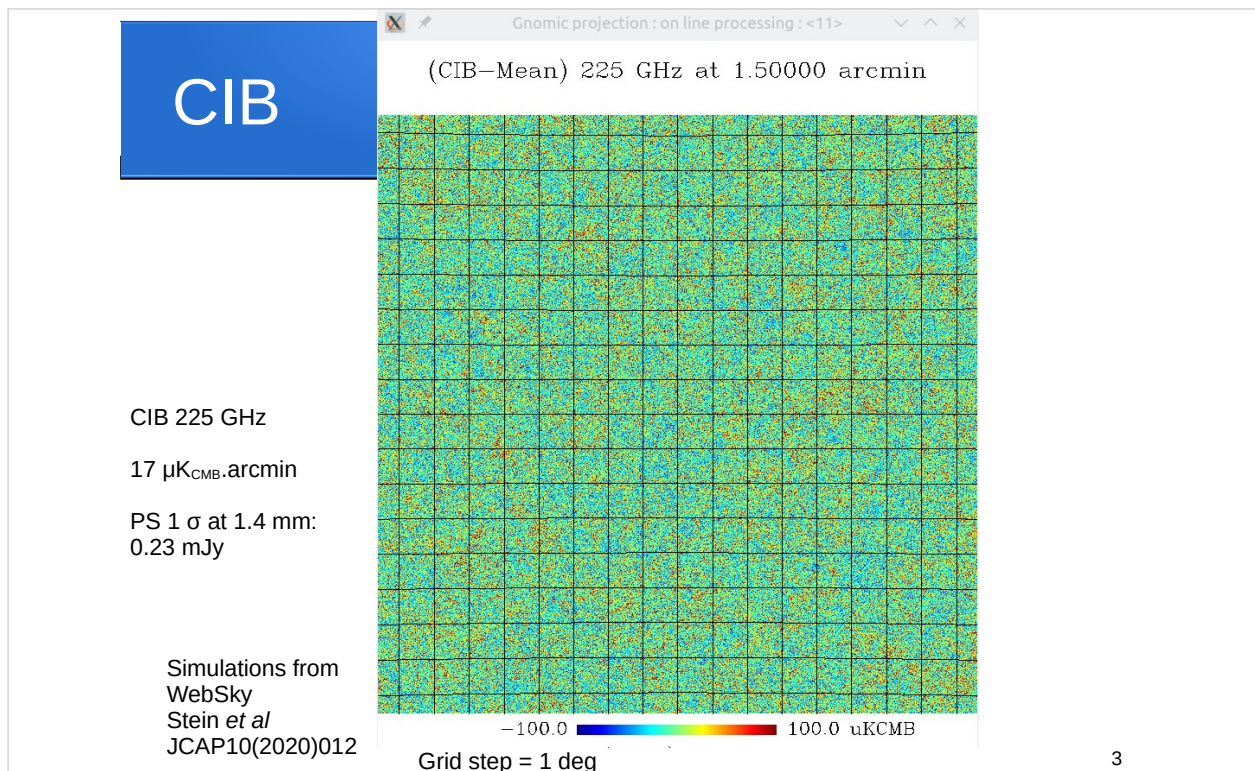 CIB
Gnomic projection : on line processing : <11>
(CIB−Mean) 225 GHz at 1.50000 arcmin
CIB 225 GHz
17 μKCMB.arcmin
PS 1 σ at 1.4 mm:
0.23 mJy
Simulations from
WebSky
Stein et al
JCAP10(2020)012
−100.0 100.0 uKCMB
Grid step = 1 deg
3